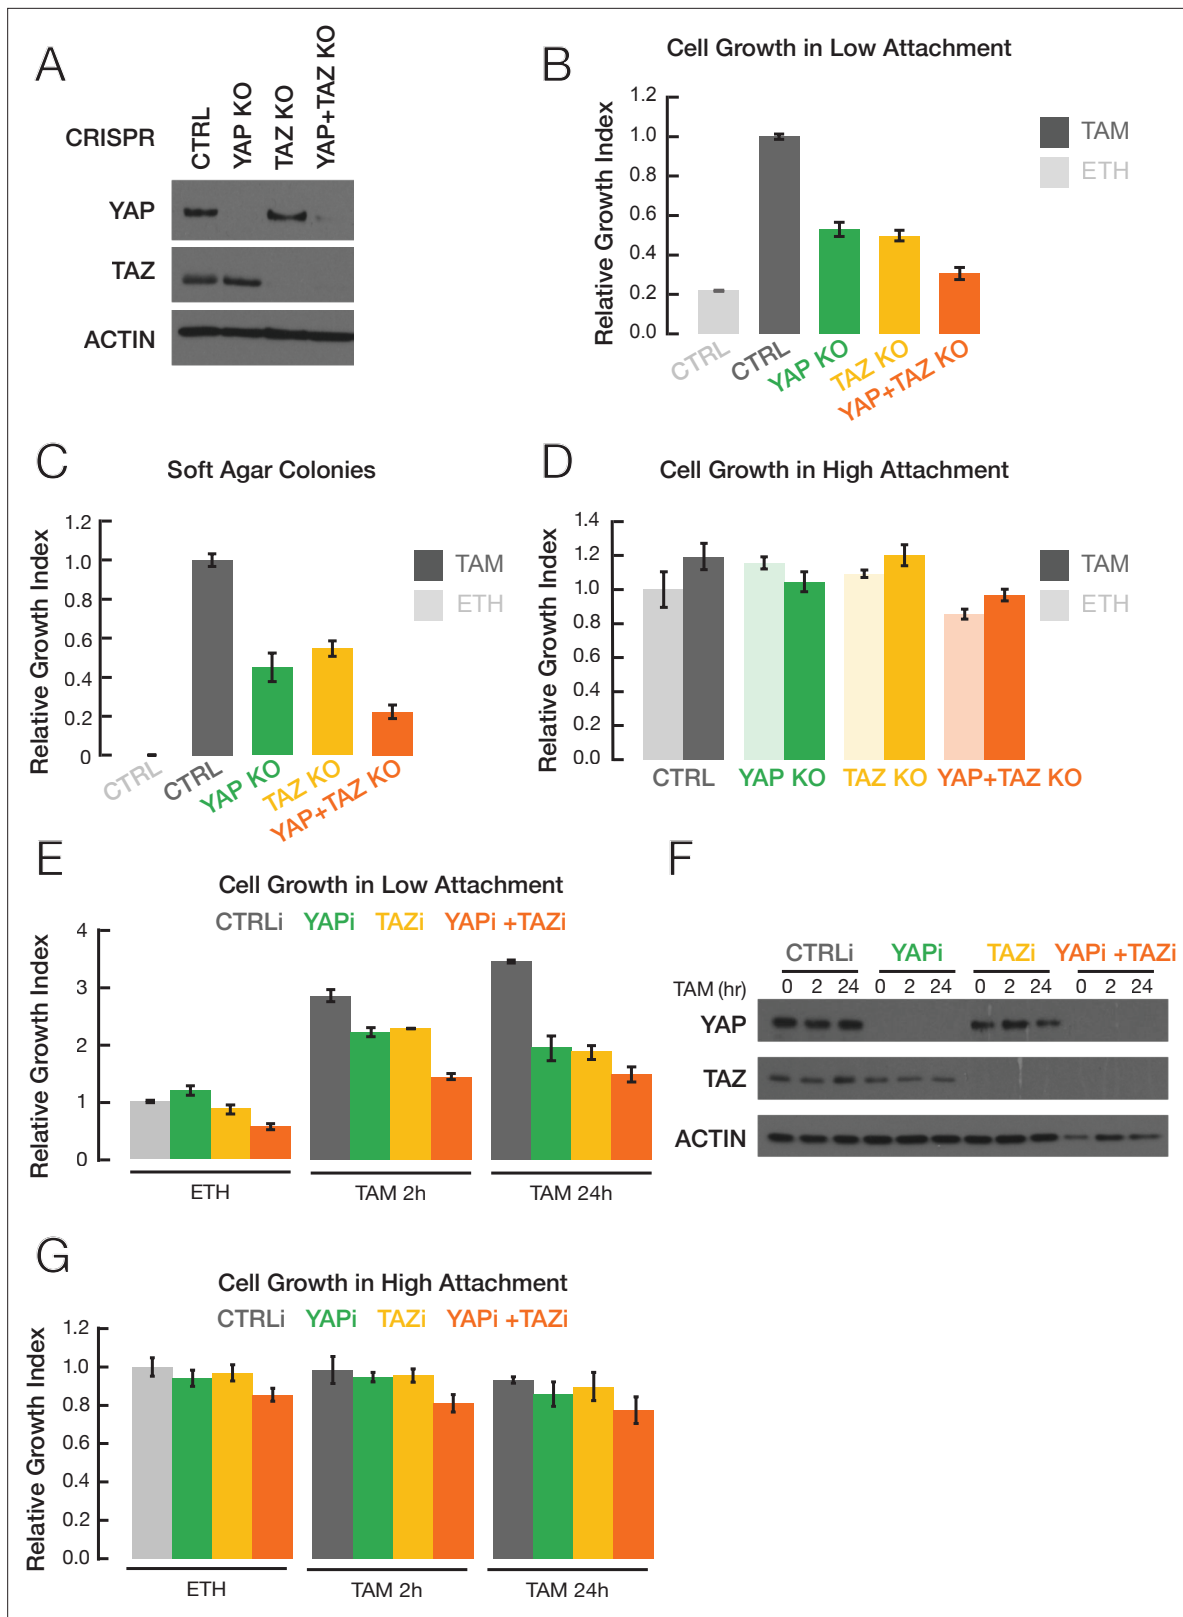 A
CRISPR
CTRL
YAP KO
TAZ KO
YAP+TAZ KO
YAP
TAZ
ACTIN
B
Cell Growth in Low Attachment
Relative Growth Index
1.2
1.0
0.8
0.6
0.4
0.2
0.0
CTRL
CTRL
YAP KO
TAZ KO
YAP+TAZ KO
TAM
ETH
C
Soft Agar Colonies
Relative Growth Index
1.2
1.0
0.8
0.6
0.4
0.2
0
CTRL
CTRL
YAP KO
TAZ KO
YAP+TAZ KO
TAM
ETH
D
Cell Growth in High Attachment
Relative Growth Index
1.4
1.2
1.0
0.8
0.6
0.4
0.2
0.0
CTRL YAP KO TAZ KO YAP+TAZ KO
TAM
ETH
E
Cell Growth in Low Attachment
CTRLi YAPi TAZi YAPi +TAZi
Relative Growth Index
4
3
2
1
0
ETH TAM 2h TAM 24h
F
CTRLi YAPi TAZi YAPi +TAZi
TAM (hr) 0 2 24 0 2 24 0 2 24 0 2 24
YAP
TAZ
ACTIN
G
Cell Growth in High Attachment
CTRLi YAPi TAZi YAPi +TAZi
Relative Growth Index
1.2
1.0
0.8
0.6
0.4
0.2
0.0
ETH TAM 2h TAM 24h